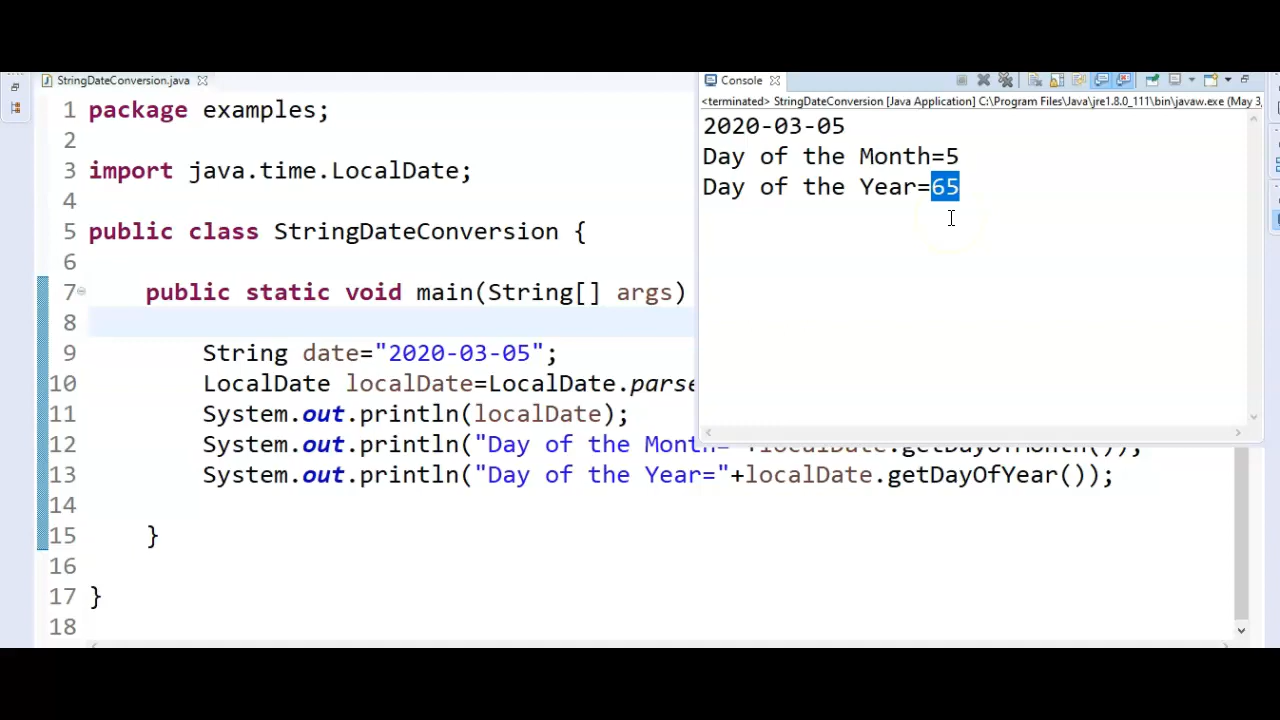 StringDateConversion.java
1 package examples;
2
3 import java.time.LocalDate;
4
5 public class StringDateConversion {
6
7 public static void main(String[] args)
8
9 String date="2020-03-05";
10 LocalDate localDate=LocalDate.parse
11 System.out.println(localDate);
12 System.out.println("Day of the Month="+localDate.getDayOfMonth());
13 System.out.println("Day of the Year="+localDate.getDayOfYear());
14
15 }
16
17 }
18
Console
<terminated> StringDateConversion [Java Application] C:\Program Files\Java\jre1.8.0_111\bin\javaw.exe (May 3,
2020-03-05
Day of the Month=5
Day of the Year=65